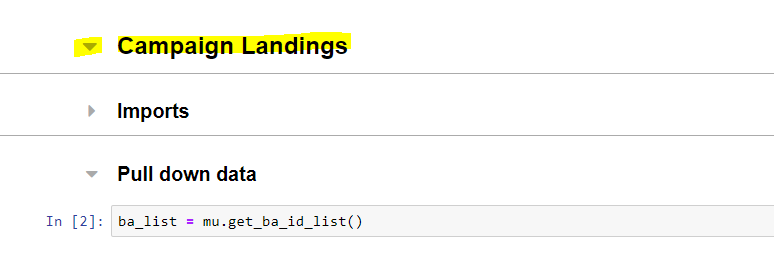 Campaign Landings
Imports
Pull down data
In [2]: ba_list = mu.get_ba_id_list()